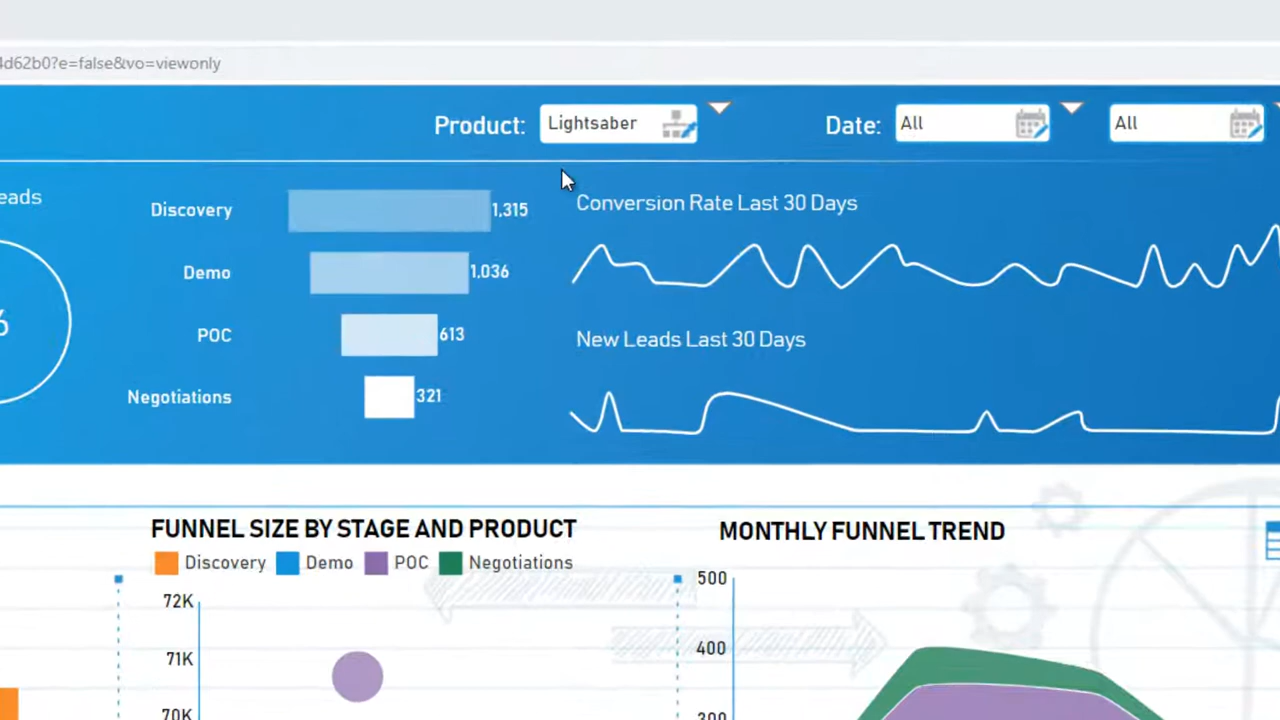 4d62b0?e=false&vo=viewonly
Product: Lightsaber Date: All All
eads
Discovery 1,315
Conversion Rate Last 30 Days
Demo 1,036
POC 613
New Leads Last 30 Days
Negotiations 321
FUNNEL SIZE BY STAGE AND PRODUCT
Discovery Demo POC Negotiations
72K
71K
70K
MONTHLY FUNNEL TREND
500
400
300